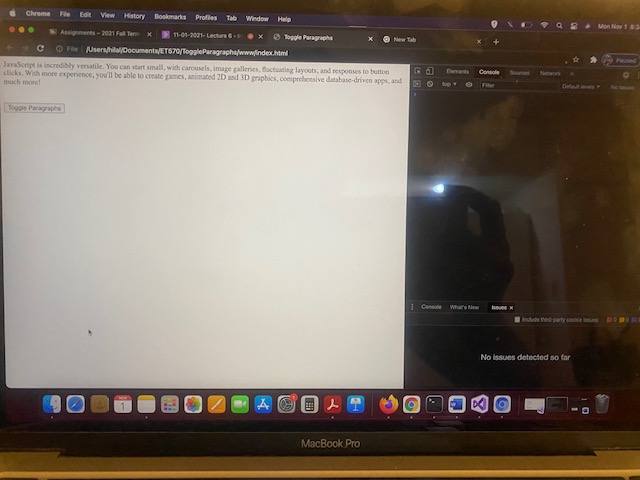 Chrome File Edit View History Bookmarks Profiles Tab Window Help
Mon Nov 1
Assignments – 2021 Fall Term
11-01-2021- Lecture 6 -
Toggle Paragraphs
New Tab
File /Users/hilal/Documents/ET570/ToggleParagraphs/www/index.html
Paused
JavaScript is incredibly versatile. You can start small, with carousels, image galleries, fluctuating layouts, and responses to button
clicks. With more experience, you'll be able to create games, animated 2D and 3D graphics, comprehensive database-driven apps, and
much more!
Toggle Paragraphs
Elements Console Sources Network
top Filter Default levels No Issues
Console What's New Issues
Include third-party cookie issues
No issues detected so far
MacBook Pro